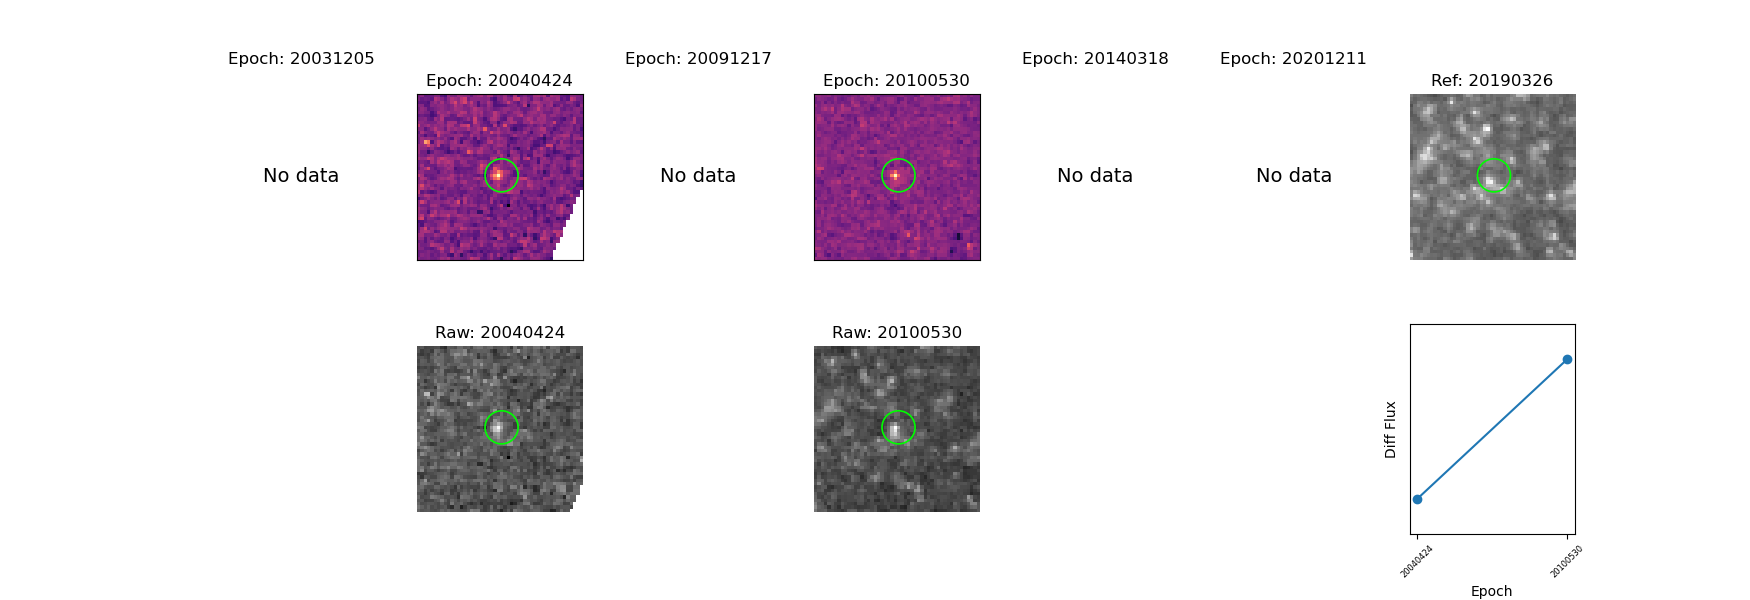 Epoch: 20031205
Epoch: 20040424
Epoch: 20091217
Epoch: 20100530
Epoch: 20140318
Epoch: 20201211
Ref: 20190326
No data
No data
No data
No data
Raw: 20040424
Raw: 20100530
Diff Flux
20040424
20100530
Epoch